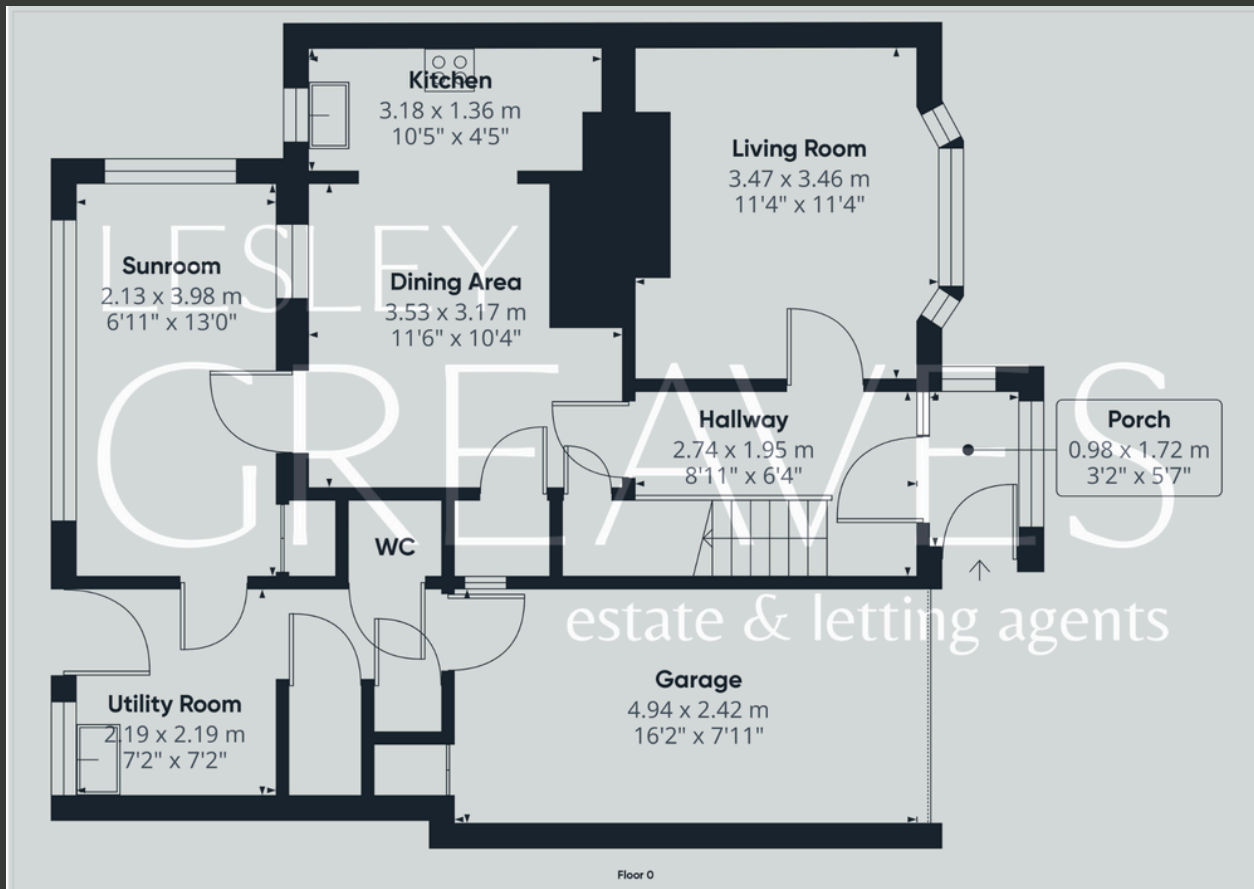 Kitchen
3.18 x 1.36 m
10'5" x 4'5"
Living Room
3.47 x 3.46 m
11'4" x 11'4"
Sunroom
2.13 x 3.98 m
6'11" x 13'0"
Dining Area
3.53 x 3.17 m
11'6" x 10'4"
LESLEY
GREAVES
estate & letting agents
Hallway
2.74 x 1.95 m
8'11" x 6'4"
Porch
0.98 x 1.72 m
3'2" x 5'7"
WC
Utility Room
2.19 x 2.19 m
7'2" x 7'2"
Garage
4.94 x 2.42 m
16'2" x 7'11"
Floor 0